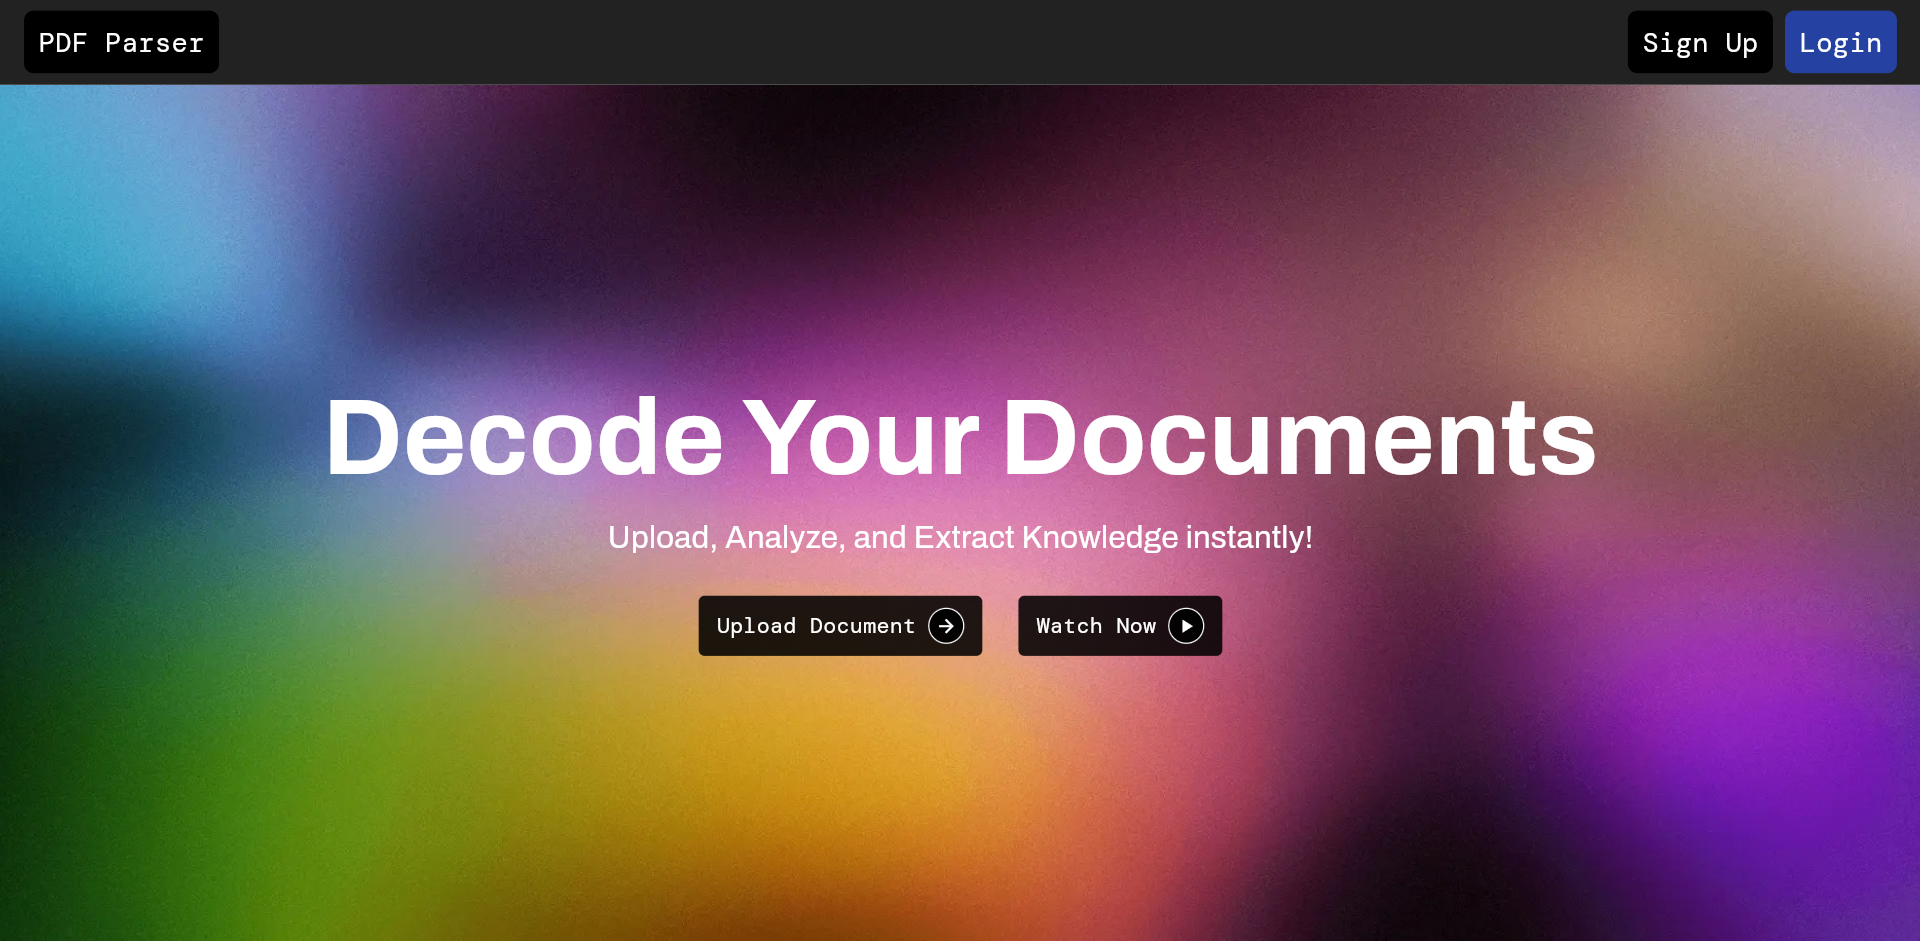 PDF Parser
Sign Up
Login
Decode Your Documents
Upload, Analyze, and Extract Knowledge instantly!
Upload Document
Watch Now